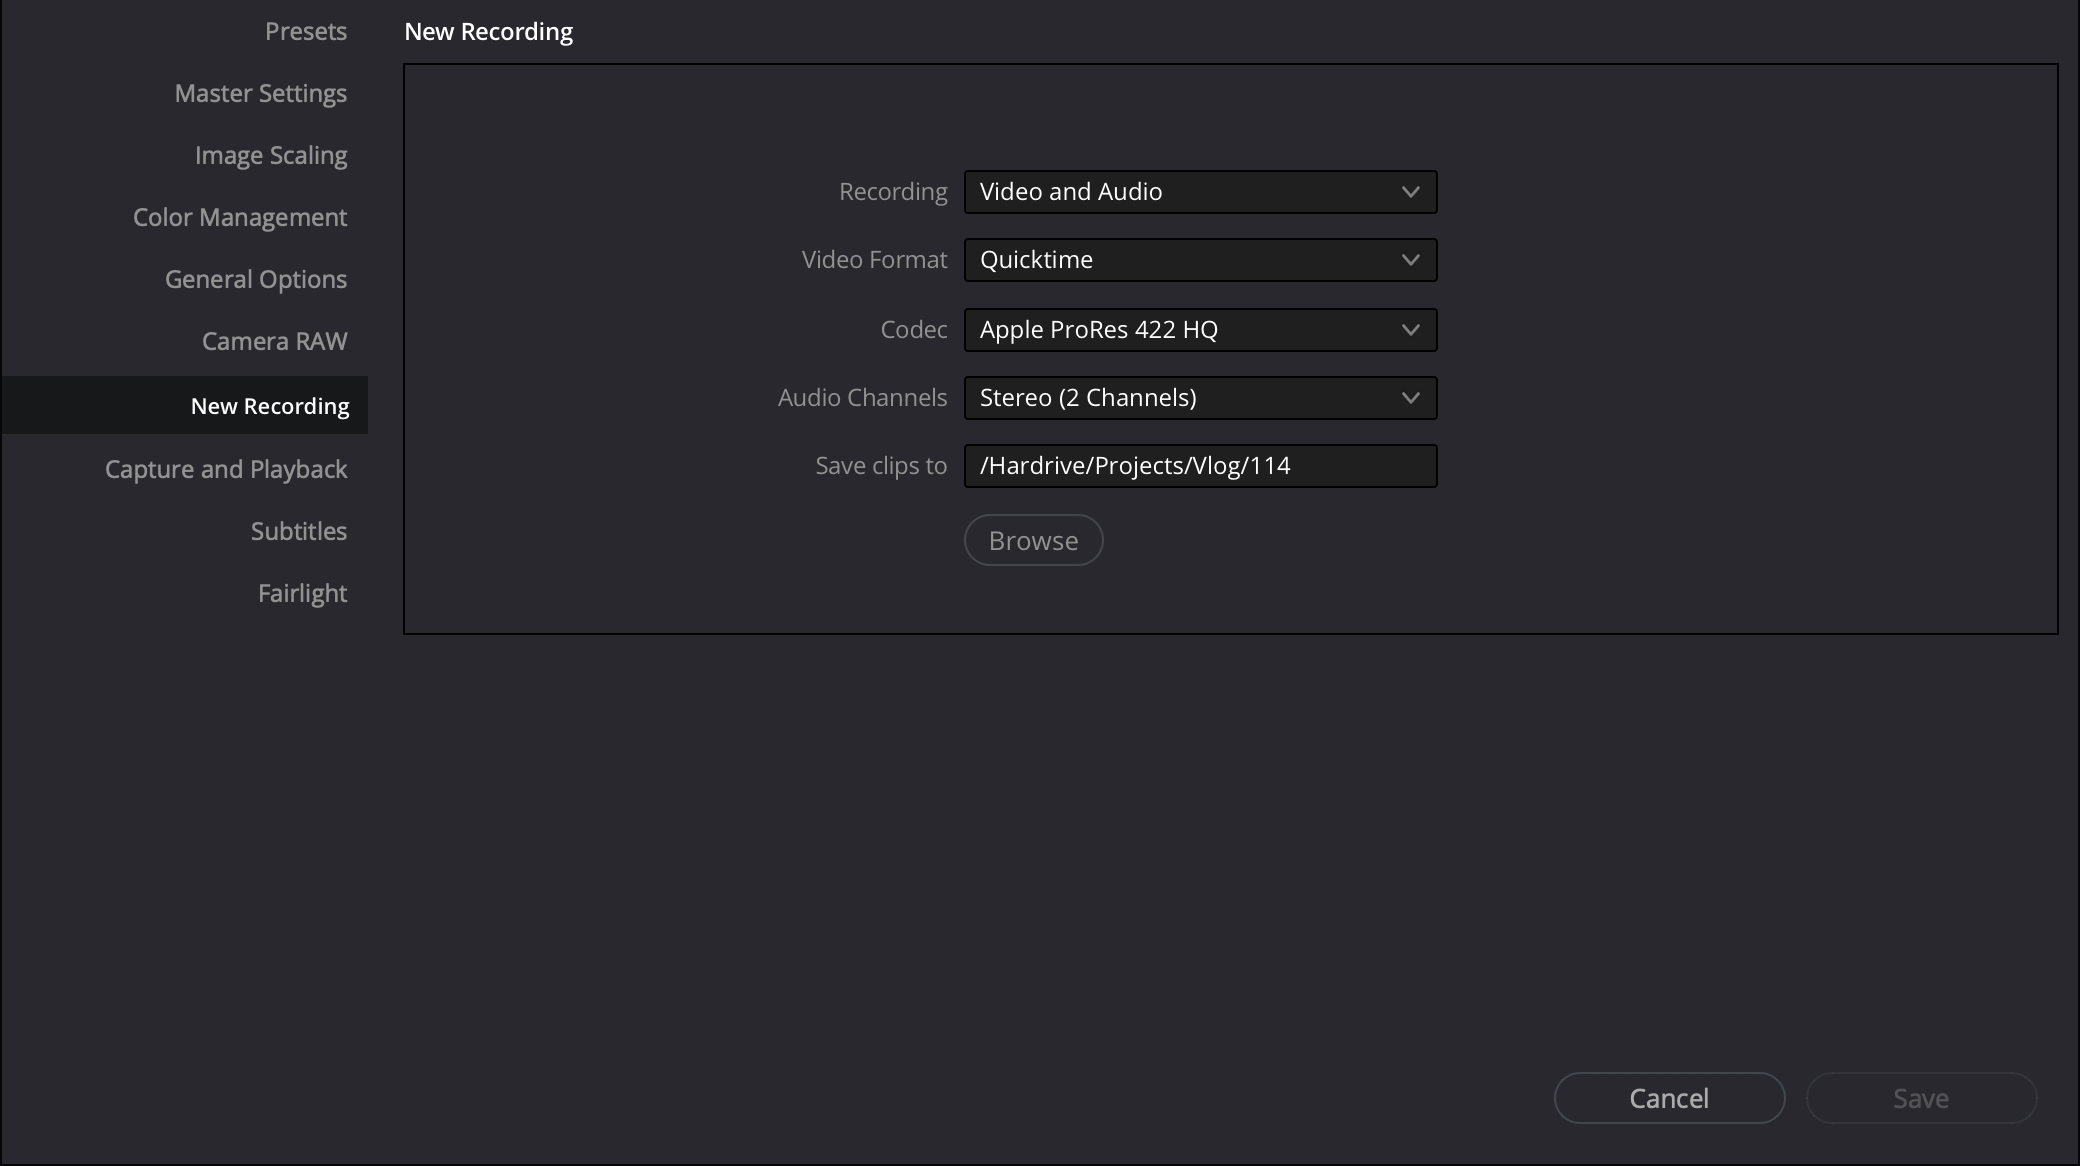 Presets
Master Settings
Image Scaling
Color Management
General Options
Camera RAW
New Recording
Capture and Playback
Subtitles
Fairlight
New Recording
Recording Video and Audio
Video Format Quicktime
Codec Apple ProRes 422 HQ
Audio Channels Stereo (2 Channels)
Save clips to /Hardrive/Projects/Vlog/114
Browse
Cancel Save